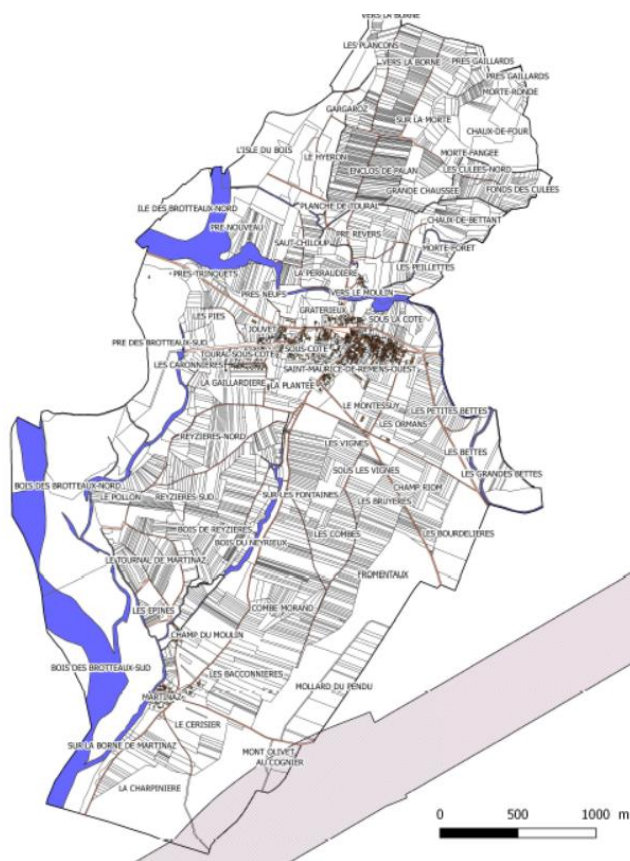 VERS LA BORNE
LES PLANCONS
VERS LA BORNE
PRES GAILLARDS
PRES GAILLARDS
MORTE-RONDE
GARGAROZ
SUR LA MORTE
CHAUX-DE-FOUR
L'ISLE DU BOIS
LE HYERON
MORTE-FANGEE
ENCLOS-DE-PALAN
LES CULEES-NORD
GRANDE CHAUSSEE
FONDS DES CULEES
ILE DES BROTTEAUX-NORD
PLANCHE DE TOURAL
PRE-NOUVEAU
CHAUX-DE-BETTANT
PRE REVERS
SAUT-CHILOUP
MORTE-FORET
PRES-TRINQUETS
LA PERRAUDIERE
LES PEILLETTES
PRES NEUFS
VERS LE MOULIN
GRATERIEUX
LES PIES
SOUS LA COTE
JOUVET
PRE DES BROTTEAUX-SUD
TOURAL-SOUS-COTE
SOUS-COTE
LES CARONNIERES
SAINT-MAURICE-DE-REMENS-OUEST
LA GAILLARDIERE
LA PLANTEE
LE MONTESSUY
LES PETITES BETTES
LES ORMANS
REYZIERES-NORD
LES VIGNES
LES BETTES
SOUS LES VIGNES
LES GRANDES BETTES
BOIS DES BROTTEAUX-NORD
LE POLLON
REYZIERES-SUD
SUR LES FONTAINES
CHAMP RIOM
LES BRUYERES
BOIS DE REYZIERES
LES COMBES
LES BOURDELIERES
BOIS DU NEYRIEUX
LE TOURNAL DE MARTINAZ
FROMENTAUX
LES EPINES
COMBE MORAND
CHAMP DU MOULIN
BOIS DES BROTTEAUX-SUD
LES BACCONNIERES
MOLLARD DU PENDU
MARTINAZ
LE CERISIER
SUR LA BORNE DE MARTINAZ
MONT OLIVET
AU COGNIER
LA CHARPINIERE
0 500 1000 m